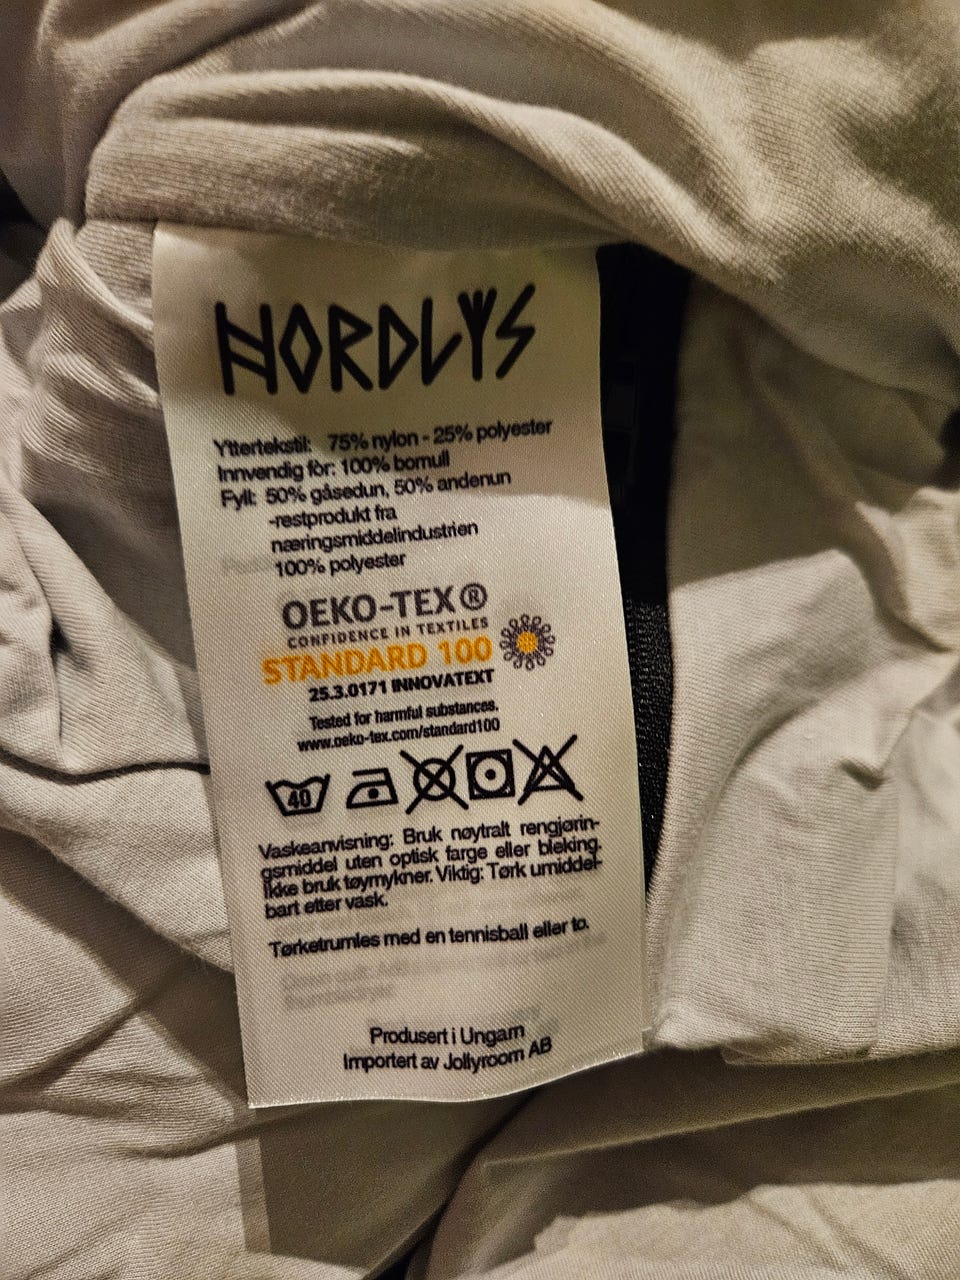 NORDLYS
Yttertekstil: 75% nylon - 25% polyester
Innvendig fòr: 100% bomull
Fyll: 50% gåsedun, 50% andenun
-restprodukt fra
næringsmiddelindustrien
100% polyester
OEKO-TEX®
CONFIDENCE IN TEXTILES
STANDARD 100
25.3.0171 INNOVATEXT
Tested for harmful substances.
www.oeko-tex.com/standard100
40
Vaskeanvisning: Bruk nøytralt rengjørin-
gsmiddel uten optisk farge eller bleking.
Ikke bruk tøymykner. Viktig: Tørk umiddel-
bart etter vask.
Tørketrumles med en tennisball eller to.
Produsert i Ungarn
Importert av Jollyroom AB